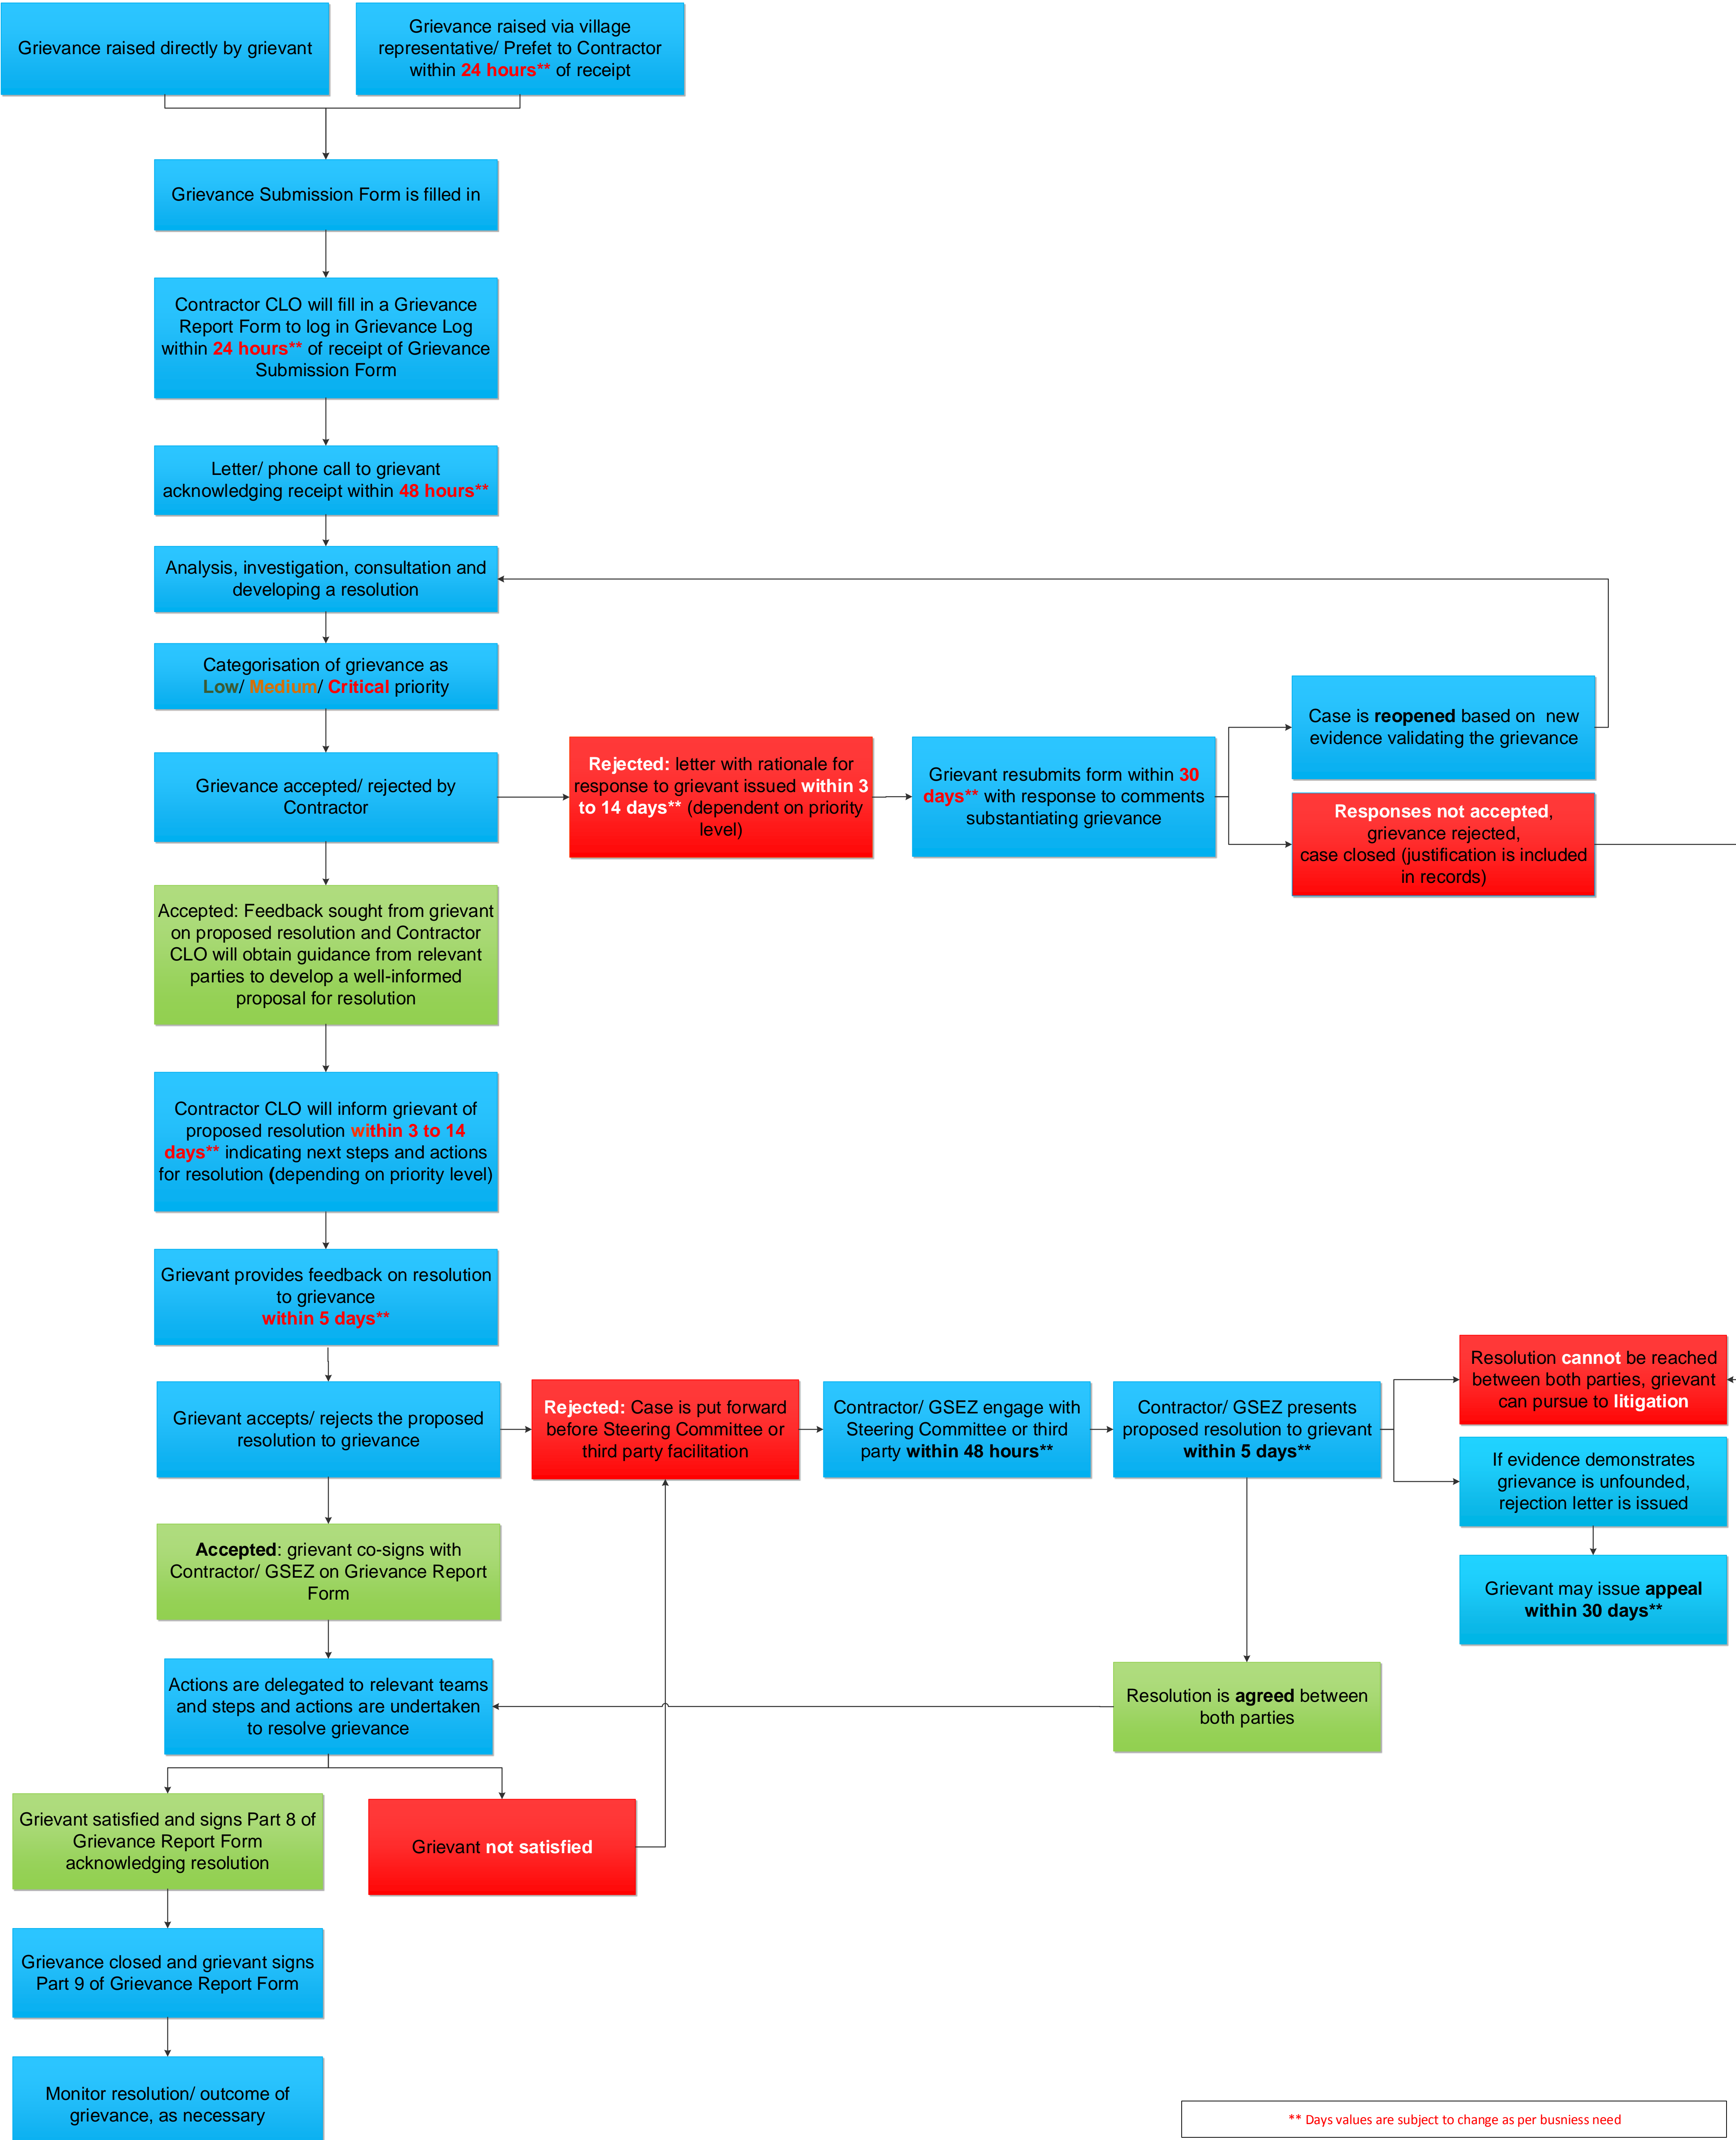 Grievance raised directly by grievant
Grievance raised via village
representative/ Prefet to Contractor
within 24 hours** of receipt
Grievance Submission Form is filled in
Contractor CLO will fill in a Grievance
Report Form to log in Grievance Log
within 24 hours** of receipt of Grievance
Submission Form
Letter/ phone call to grievant
acknowledging receipt within 48 hours**
Analysis, investigation, consultation and
developing a resolution
Categorisation of grievance as
Low/ Medium/ Critical priority
Grievance accepted/ rejected by
Contractor
Rejected: letter with rationale for
response to grievant issued within 3
to 14 days** (dependent on priority
level)
Grievant resubmits form within 30
days** with response to comments
substantiating grievance
Case is reopened based on new
evidence validating the grievance
Responses not accepted,
grievance rejected,
case closed (justification is included
in records)
Accepted: Feedback sought from grievant
on proposed resolution and Contractor
CLO will obtain guidance from relevant
parties to develop a well-informed
proposal for resolution
Contractor CLO will inform grievant of
proposed resolution within 3 to 14
days** indicating next steps and actions
for resolution (depending on priority level)
Grievant provides feedback on resolution
to grievance
within 5 days**
Grievant accepts/ rejects the proposed
resolution to grievance
Rejected: Case is put forward
before Steering Committee or
third party facilitation
Contractor/ GSEZ engage with
Steering Committee or third
party within 48 hours**
Contractor/ GSEZ presents
proposed resolution to grievant
within 5 days**
Resolution cannot be reached
between both parties, grievant
can pursue to litigation
If evidence demonstrates
grievance is unfounded,
rejection letter is issued
Grievant may issue appeal
within 30 days**
Accepted: grievant co-signs with
Contractor/ GSEZ on Grievance Report
Form
Actions are delegated to relevant teams
and steps and actions are undertaken
to resolve grievance
Resolution is agreed between
both parties
Grievant satisfied and signs Part 8 of
Grievance Report Form
acknowledging resolution
Grievant not satisfied
Grievance closed and grievant signs
Part 9 of Grievance Report Form
Monitor resolution/ outcome of
grievance, as necessary
** Days values are subject to change as per busniess need